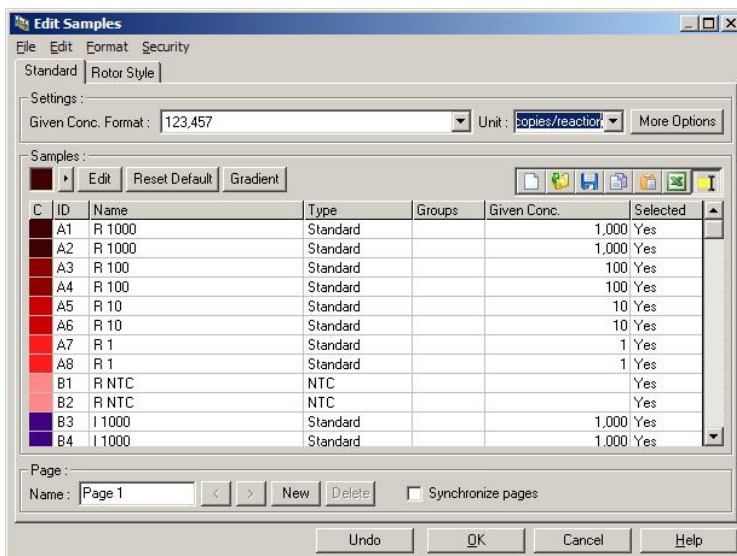 Edit Samples
File Edit Format Security
Standard Rotor Style
Settings :
Given Conc. Format : 123,457 Unit : copies/reaction More Options
Samples :
Edit Reset Default Gradient
C ID Name Type Groups Given Conc. Selected
A1 R 1000 Standard 1,000 Yes
A2 R 1000 Standard 1,000 Yes
A3 R 100 Standard 100 Yes
A4 R 100 Standard 100 Yes
A5 R 10 Standard 10 Yes
A6 R 10 Standard 10 Yes
A7 R 1 Standard 1 Yes
A8 R 1 Standard 1 Yes
B1 R NTC NTC Yes
B2 R NTC NTC Yes
B3 I 1000 Standard 1,000 Yes
B4 I 1000 Standard 1,000 Yes
Page :
Name : Page 1 < > New Delete Synchronize pages
Undo OK Cancel Help